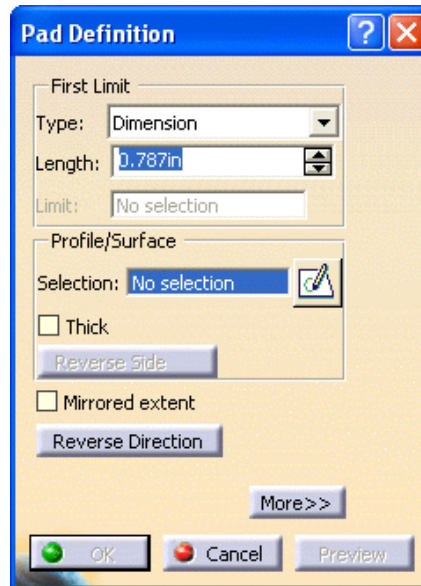 Pad Definition
?
First Limit
Type: Dimension
Length: 0.787in
Limit: No selection
Profile/Surface
Selection: No selection
Thick
Reverse Side
Mirrored extent
Reverse Direction
More>>
OK Cancel Preview